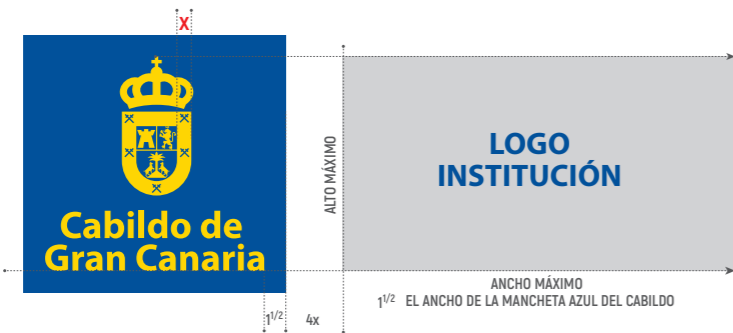 X
Cabildo de
Gran Canaria
ALTO MÁXIMO
LOGO
INSTITUCIÓN
1 1/2
4x
ANCHO MÁXIMO
1 1/2 EL ANCHO DE LA MANCHETA AZUL DEL CABILDO